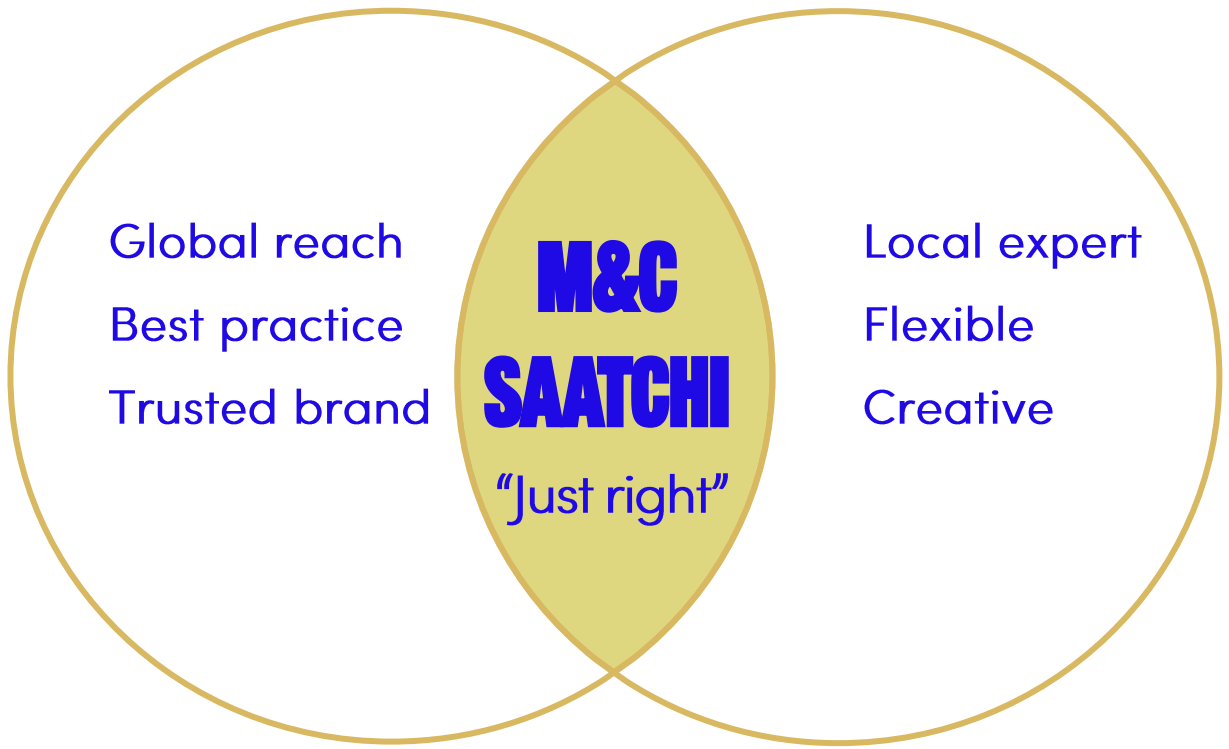 Global reach
Best practice
Trusted brand
M&C
SAATCHI
“Just right”
Local expert
Flexible
Creative